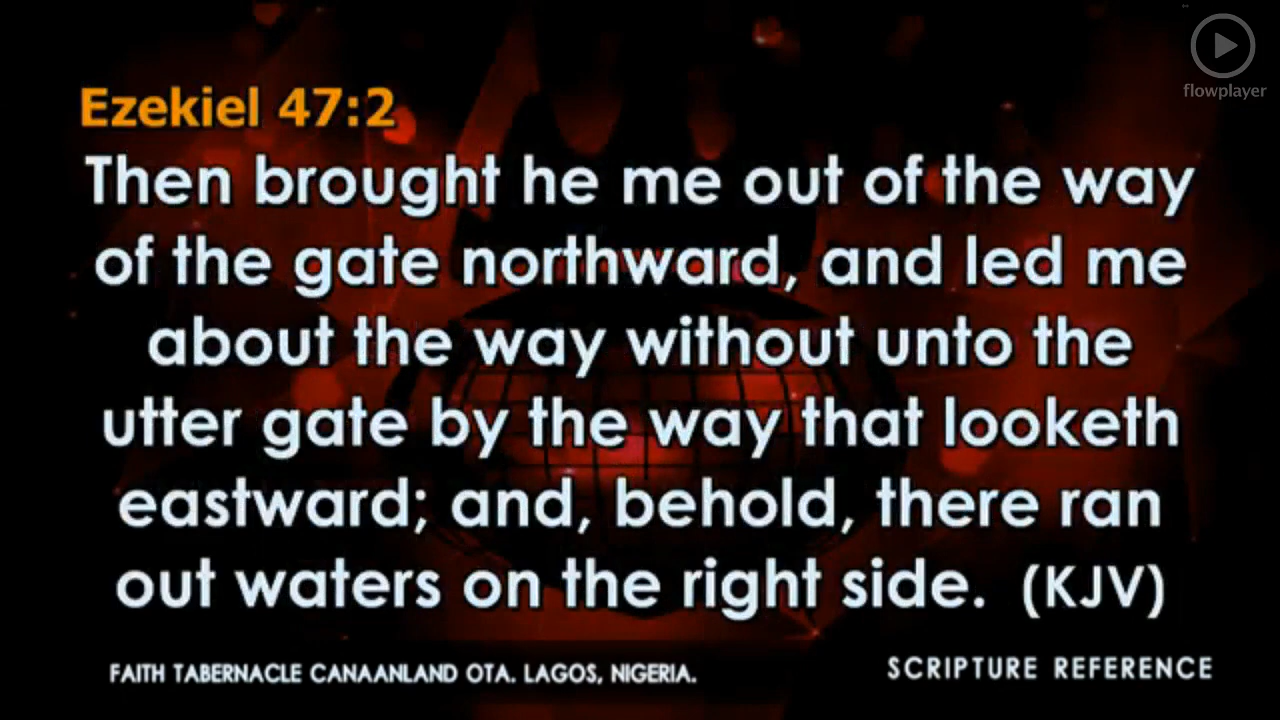 flowplayer
Ezekiel 47:2
Then brought he me out of the way
of the gate northward, and led me
about the way without unto the
utter gate by the way that looketh
eastward; and, behold, there ran
out waters on the right side. (KJV)
FAITH TABERNACLE CANAANLAND OTA. LAGOS, NIGERIA.
SCRIPTURE REFERENCE